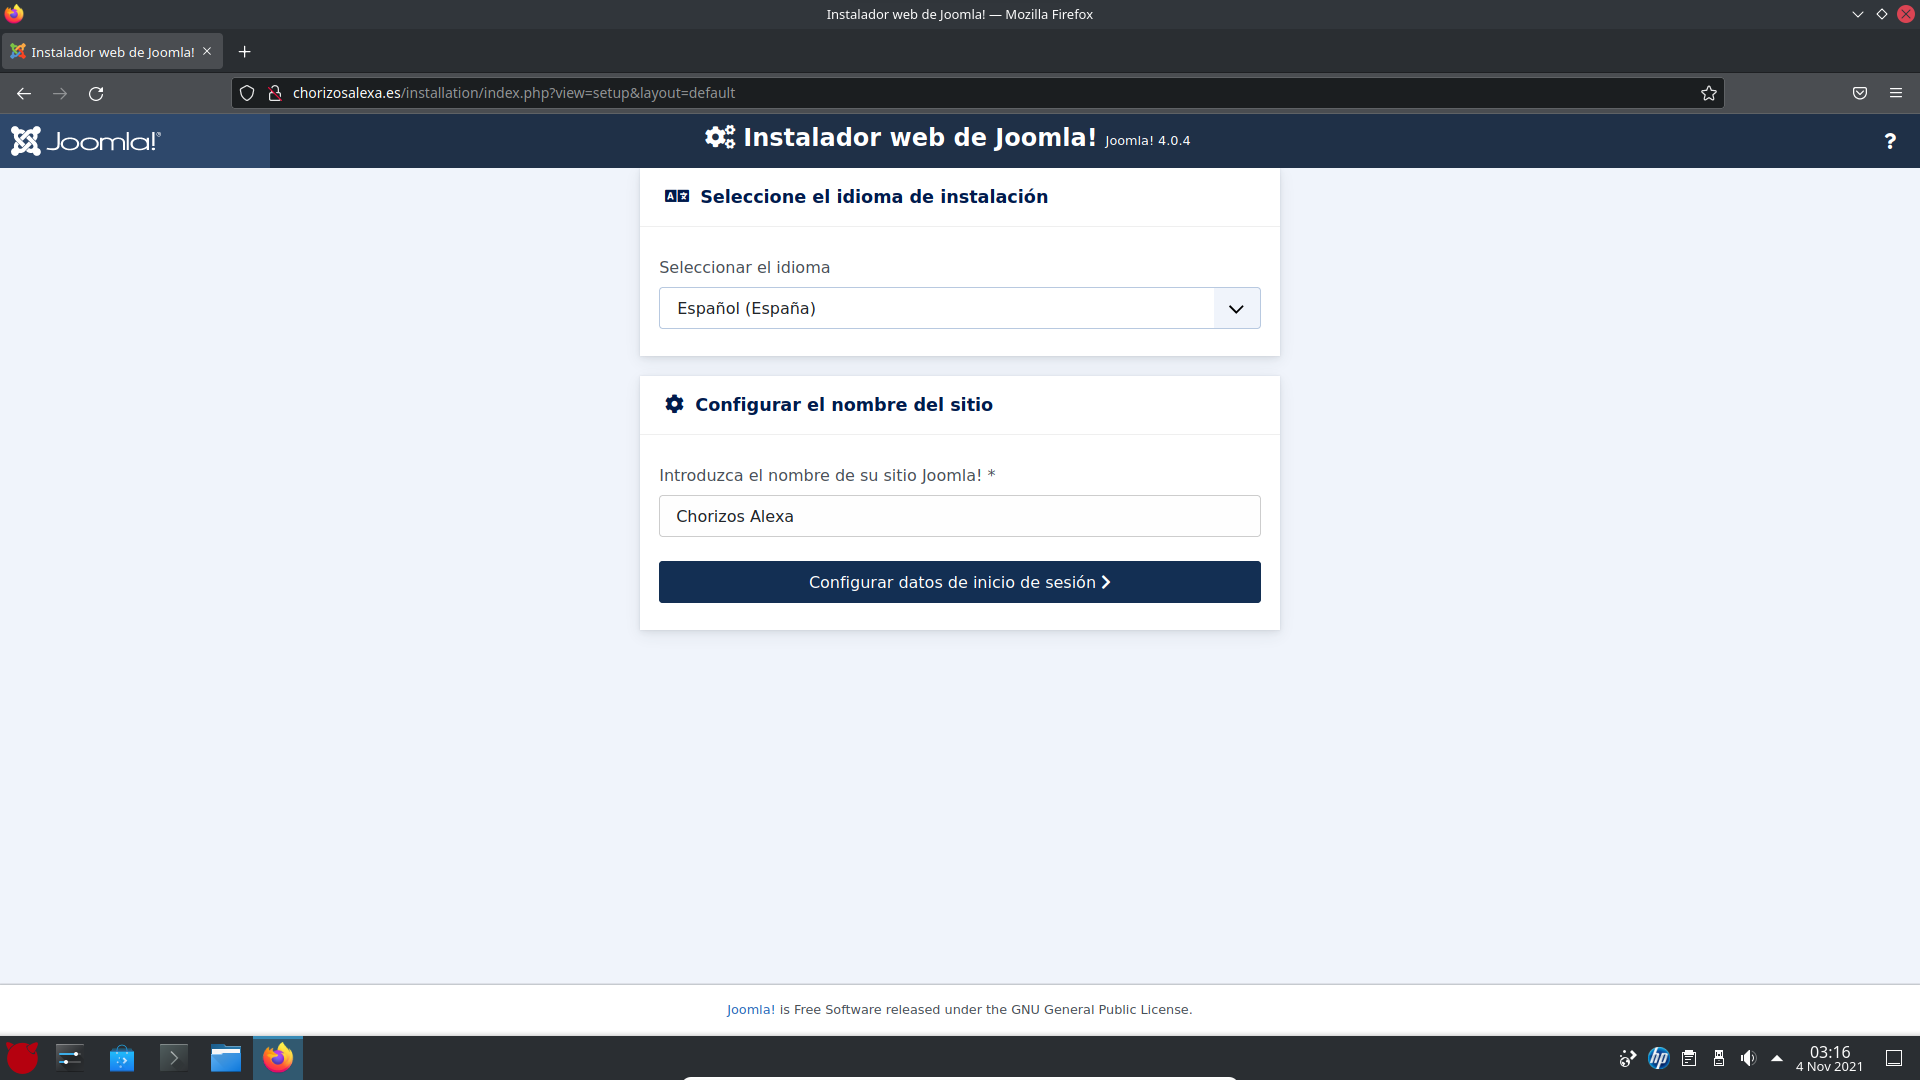 Instalador web de Joomla! — Mozilla Firefox
Instalador web de Joomla!
chorizosalexa.es/installation/index.php?view=setup&layout=default
Joomla!®
Instalador web de Joomla! Joomla! 4.0.4
?
Seleccione el idioma de instalación
Seleccionar el idioma
Español (España)
Configurar el nombre del sitio
Introduzca el nombre de su sitio Joomla! *
Chorizos Alexa
Configurar datos de inicio de sesión
Joomla! is Free Software released under the GNU General Public License.
hp
03:16
4 Nov 2021